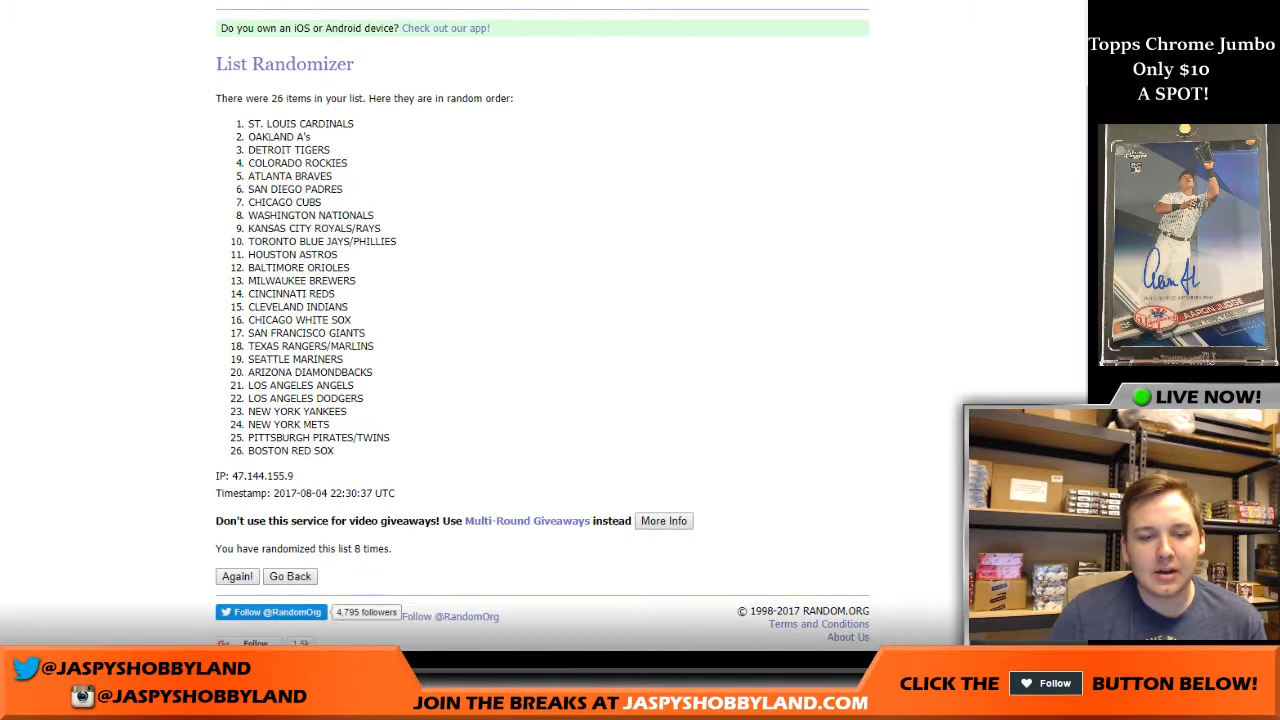 Do you own an iOS or Android device? Check out our app!
List Randomizer
There were 26 items in your list. Here they are in random order:
1. ST. LOUIS CARDINALS
2. OAKLAND A's
3. DETROIT TIGERS
4. COLORADO ROCKIES
5. ATLANTA BRAVES
6. SAN DIEGO PADRES
7. CHICAGO CUBS
8. WASHINGTON NATIONALS
9. KANSAS CITY ROYALS/RAYS
10. TORONTO BLUE JAYS/PHILLIES
11. HOUSTON ASTROS
12. BALTIMORE ORIOLES
13. MILWAUKEE BREWERS
14. CINCINNATI REDS
15. CLEVELAND INDIANS
16. CHICAGO WHITE SOX
17. SAN FRANCISCO GIANTS
18. TEXAS RANGERS/MARLINS
19. SEATTLE MARINERS
20. ARIZONA DIAMONDBACKS
21. LOS ANGELES ANGELS
22. LOS ANGELES DODGERS
23. NEW YORK YANKEES
24. NEW YORK METS
25. PITTSBURGH PIRATES/TWINS
26. BOSTON RED SOX
IP: 47.144.155.9
Timestamp: 2017-08-04 22:30:37 UTC
Don't use this service for video giveaways! Use Multi-Round Giveaways instead More Info
You have randomized this list 8 times.
Again! Go Back
Follow @RandomOrg 4,795 followers Follow @RandomOrg
© 1998-2017 RANDOM.ORG
Terms and Conditions
About Us
G+ Follow 1.5k
Topps Chrome Jumbo
Only $10
A SPOT!
AARON JUDGE
LIVE NOW!
@JASPYSHOBBYLAND
@JASPYSHOBBYLAND
JOIN THE BREAKS AT JASPYSHOBBYLAND.COM
CLICK THE Follow BUTTON BELOW!